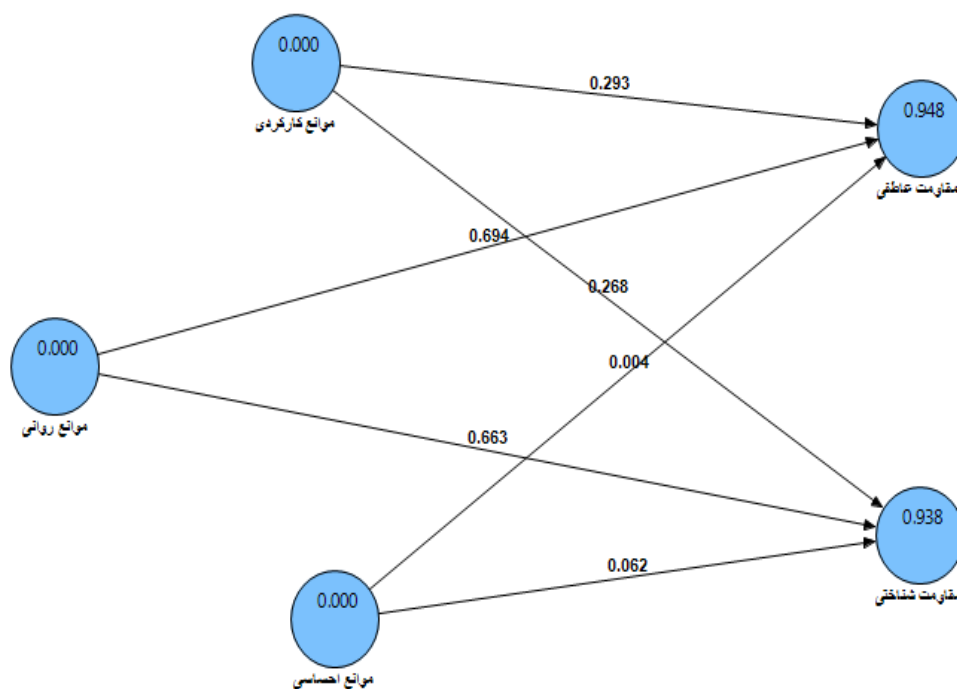 0.000
موانع کارکردی
0.293
0.948
مقاومت عاطفی
0.694
0.268
0.000
موانع روانی
0.004
0.663
0.938
مقاومت شناختی
0.062
0.000
موانع احساسی